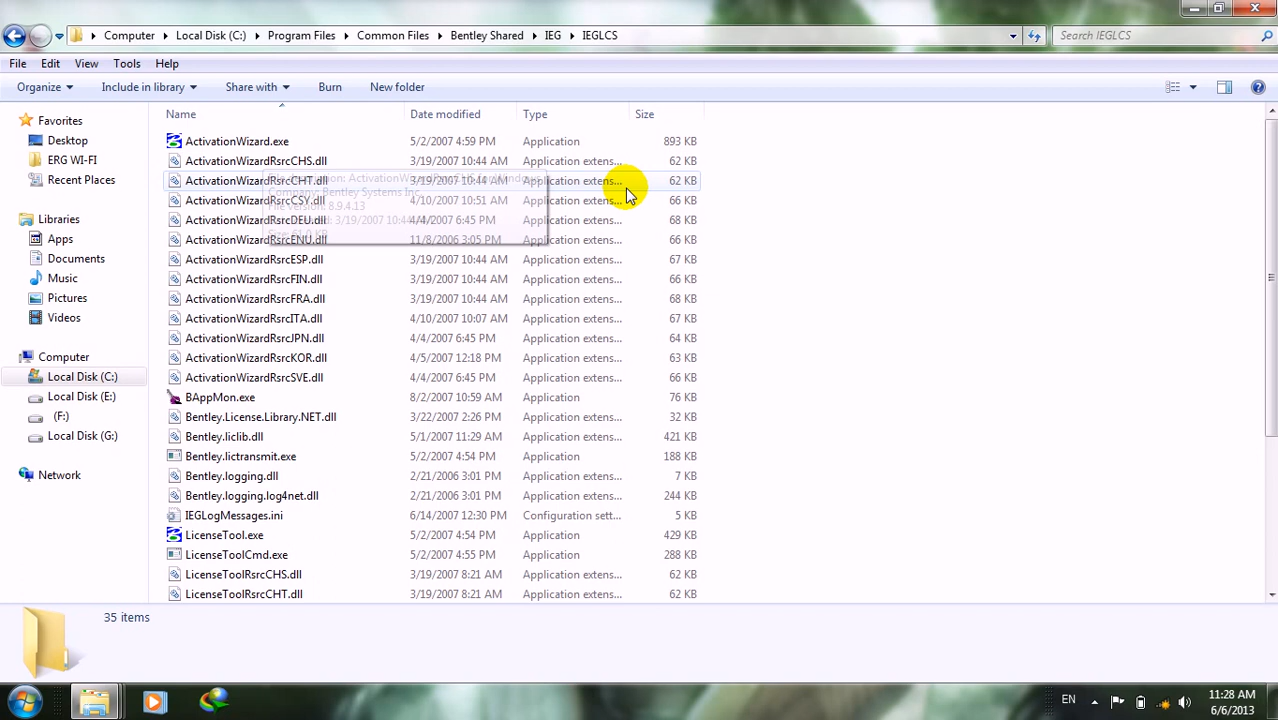 Computer Local Disk (C:) Program Files Common Files Bentley Shared IEG IEGLCS Search IEGLCS
File Edit View Tools Help
Organize Include in library Share with Burn New folder
Favorites
Desktop
ERG WI-FI
Recent Places
Libraries
Apps
Documents
Music
Pictures
Videos
Computer
Local Disk (C:)
Local Disk (E:)
(F:)
Local Disk (G:)
Network
Name Date modified Type Size
ActivationWizard.exe 5/2/2007 4:59 PM Application 893 KB
ActivationWizardRsrcCHS.dll 3/19/2007 10:44 AM Application extens... 62 KB
ActivationWizardRsrcCHT.dll 3/19/2007 10:44 AM Application extens... 62 KB
ActivationWizardRsrcCSY.dll 4/10/2007 10:51 AM Application extens... 66 KB
ActivationWizardRsrcDEU.dll 4/4/2007 6:45 PM Application extens... 68 KB
ActivationWizardRsrcENU.dll 11/8/2006 3:05 PM Application extens... 66 KB
ActivationWizardRsrcESP.dll 3/19/2007 10:44 AM Application extens... 67 KB
ActivationWizardRsrcFIN.dll 3/19/2007 10:44 AM Application extens... 66 KB
ActivationWizardRsrcFRA.dll 3/19/2007 10:44 AM Application extens... 68 KB
ActivationWizardRsrcITA.dll 4/10/2007 10:07 AM Application extens... 66 KB
ActivationWizardRsrcJPN.dll 4/4/2007 6:45 PM Application extens... 64 KB
ActivationWizardRsrcKOR.dll 4/5/2007 12:18 PM Application extens... 63 KB
ActivationWizardRsrcSVE.dll 4/4/2007 6:45 PM Application extens... 66 KB
BAppMon.exe 8/2/2007 10:59 AM Application 76 KB
Bentley.License.Library.NET.dll 3/22/2007 2:26 PM Application extens... 32 KB
Bentley.liclib.dll 5/1/2007 11:29 AM Application extens... 421 KB
Bentley.lictransmit.exe 5/2/2007 4:54 PM Application 188 KB
Bentley.logging.dll 2/21/2006 3:01 PM Application extens... 7 KB
Bentley.logging.log4net.dll 2/21/2006 3:01 PM Application extens... 244 KB
IEGLogMessages.ini 6/14/2007 12:30 PM Configuration sett... 5 KB
LicenseTool.exe 5/2/2007 4:54 PM Application 429 KB
LicenseToolCmd.exe 5/2/2007 4:55 PM Application 288 KB
LicenseToolRsrcCHS.dll 3/19/2007 8:21 AM Application extens... 62 KB
LicenseToolRsrcCHT.dll 3/19/2007 8:21 AM Application extens... 62 KB
Company: Bentley Systems Inc.
File version: 8.9.4.13
35 items
EN 11:28 AM
6/6/2013